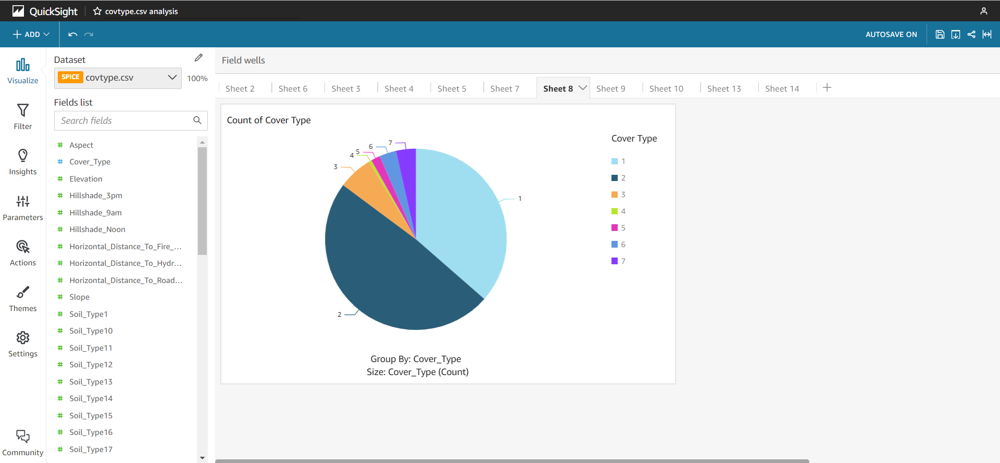 QuickSight
covtype.csv analysis
ADD
AUTOSAVE ON
Visualize
Filter
Insights
Parameters
Actions
Themes
Settings
Community
Dataset
SPICE covtype.csv
100%
Fields list
Search fields
# Aspect
# Cover_Type
# Elevation
# Hillshade_3pm
# Hillshade_9am
# Hillshade_Noon
# Horizontal_Distance_To_Fire_...
# Horizontal_Distance_To_Hydr...
# Horizontal_Distance_To_Road...
# Slope
# Soil_Type1
# Soil_Type10
# Soil_Type11
# Soil_Type12
# Soil_Type13
# Soil_Type14
# Soil_Type15
# Soil_Type16
# Soil_Type17
Field wells
Sheet 2 Sheet 6 Sheet 3 Sheet 4 Sheet 5 Sheet 7 Sheet 8 Sheet 9 Sheet 10 Sheet 13 Sheet 14
Count of Cover Type
7
6
5
4
3
1
2
Group By: Cover_Type
Size: Cover_Type (Count)
Cover Type
1
2
3
4
5
6
7